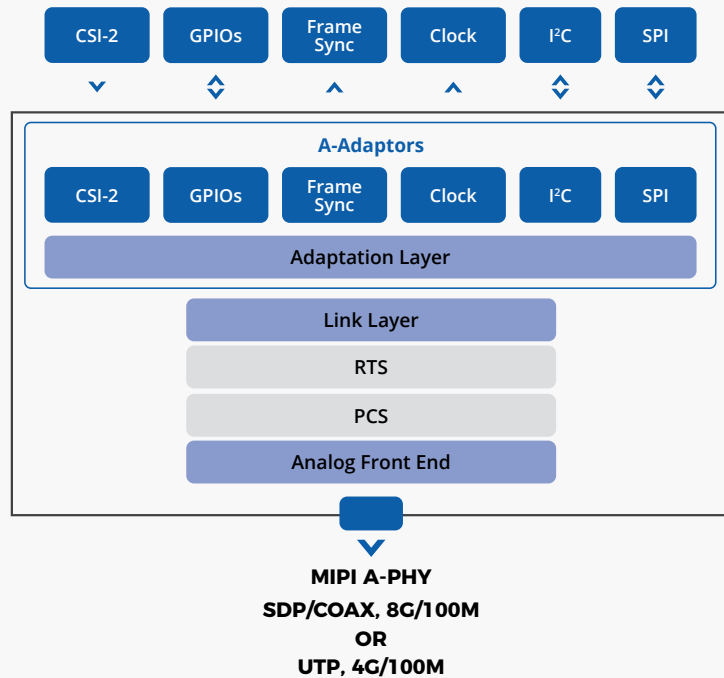 CSI-2
GPIOs
Frame
Sync
Clock
I²C
SPI
A-Adaptors
CSI-2
GPIOs
Frame
Sync
Clock
I²C
SPI
Adaptation Layer
Link Layer
RTS
PCS
Analog Front End
MIPI A-PHY
SDP/COAX, 8G/100M
OR
UTP, 4G/100M